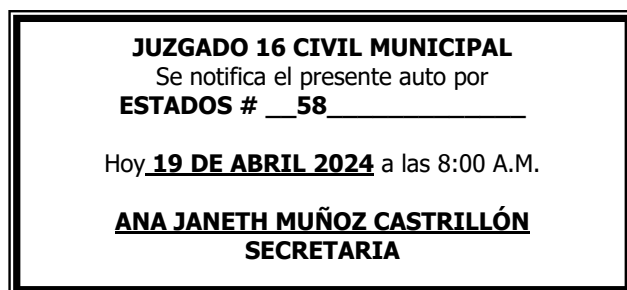 JUZGADO 16 CIVIL MUNICIPAL
Se notifica el presente auto por
ESTADOS # __58_____________
Hoy 19 DE ABRIL 2024 a las 8:00 A.M.
ANA JANETH MUÑOZ CASTRILLÓN
SECRETARIA